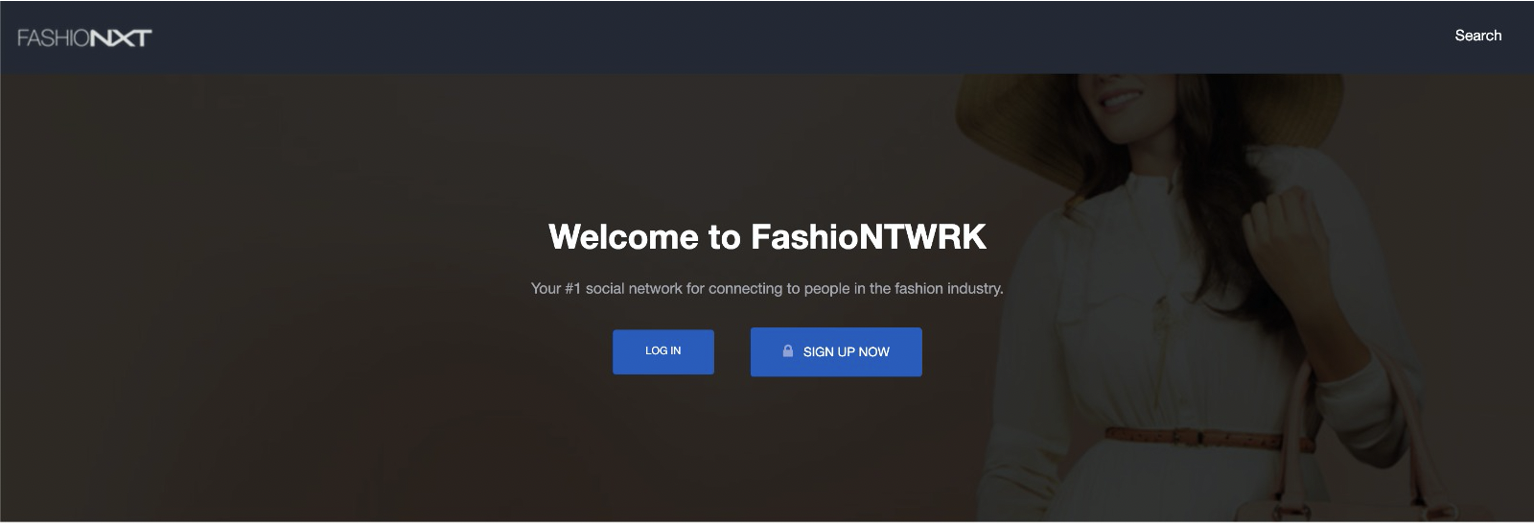 FASHIONXT
Search
Welcome to FashioNTWRK
Your #1 social network for connecting to people in the fashion industry.
LOG IN
SIGN UP NOW